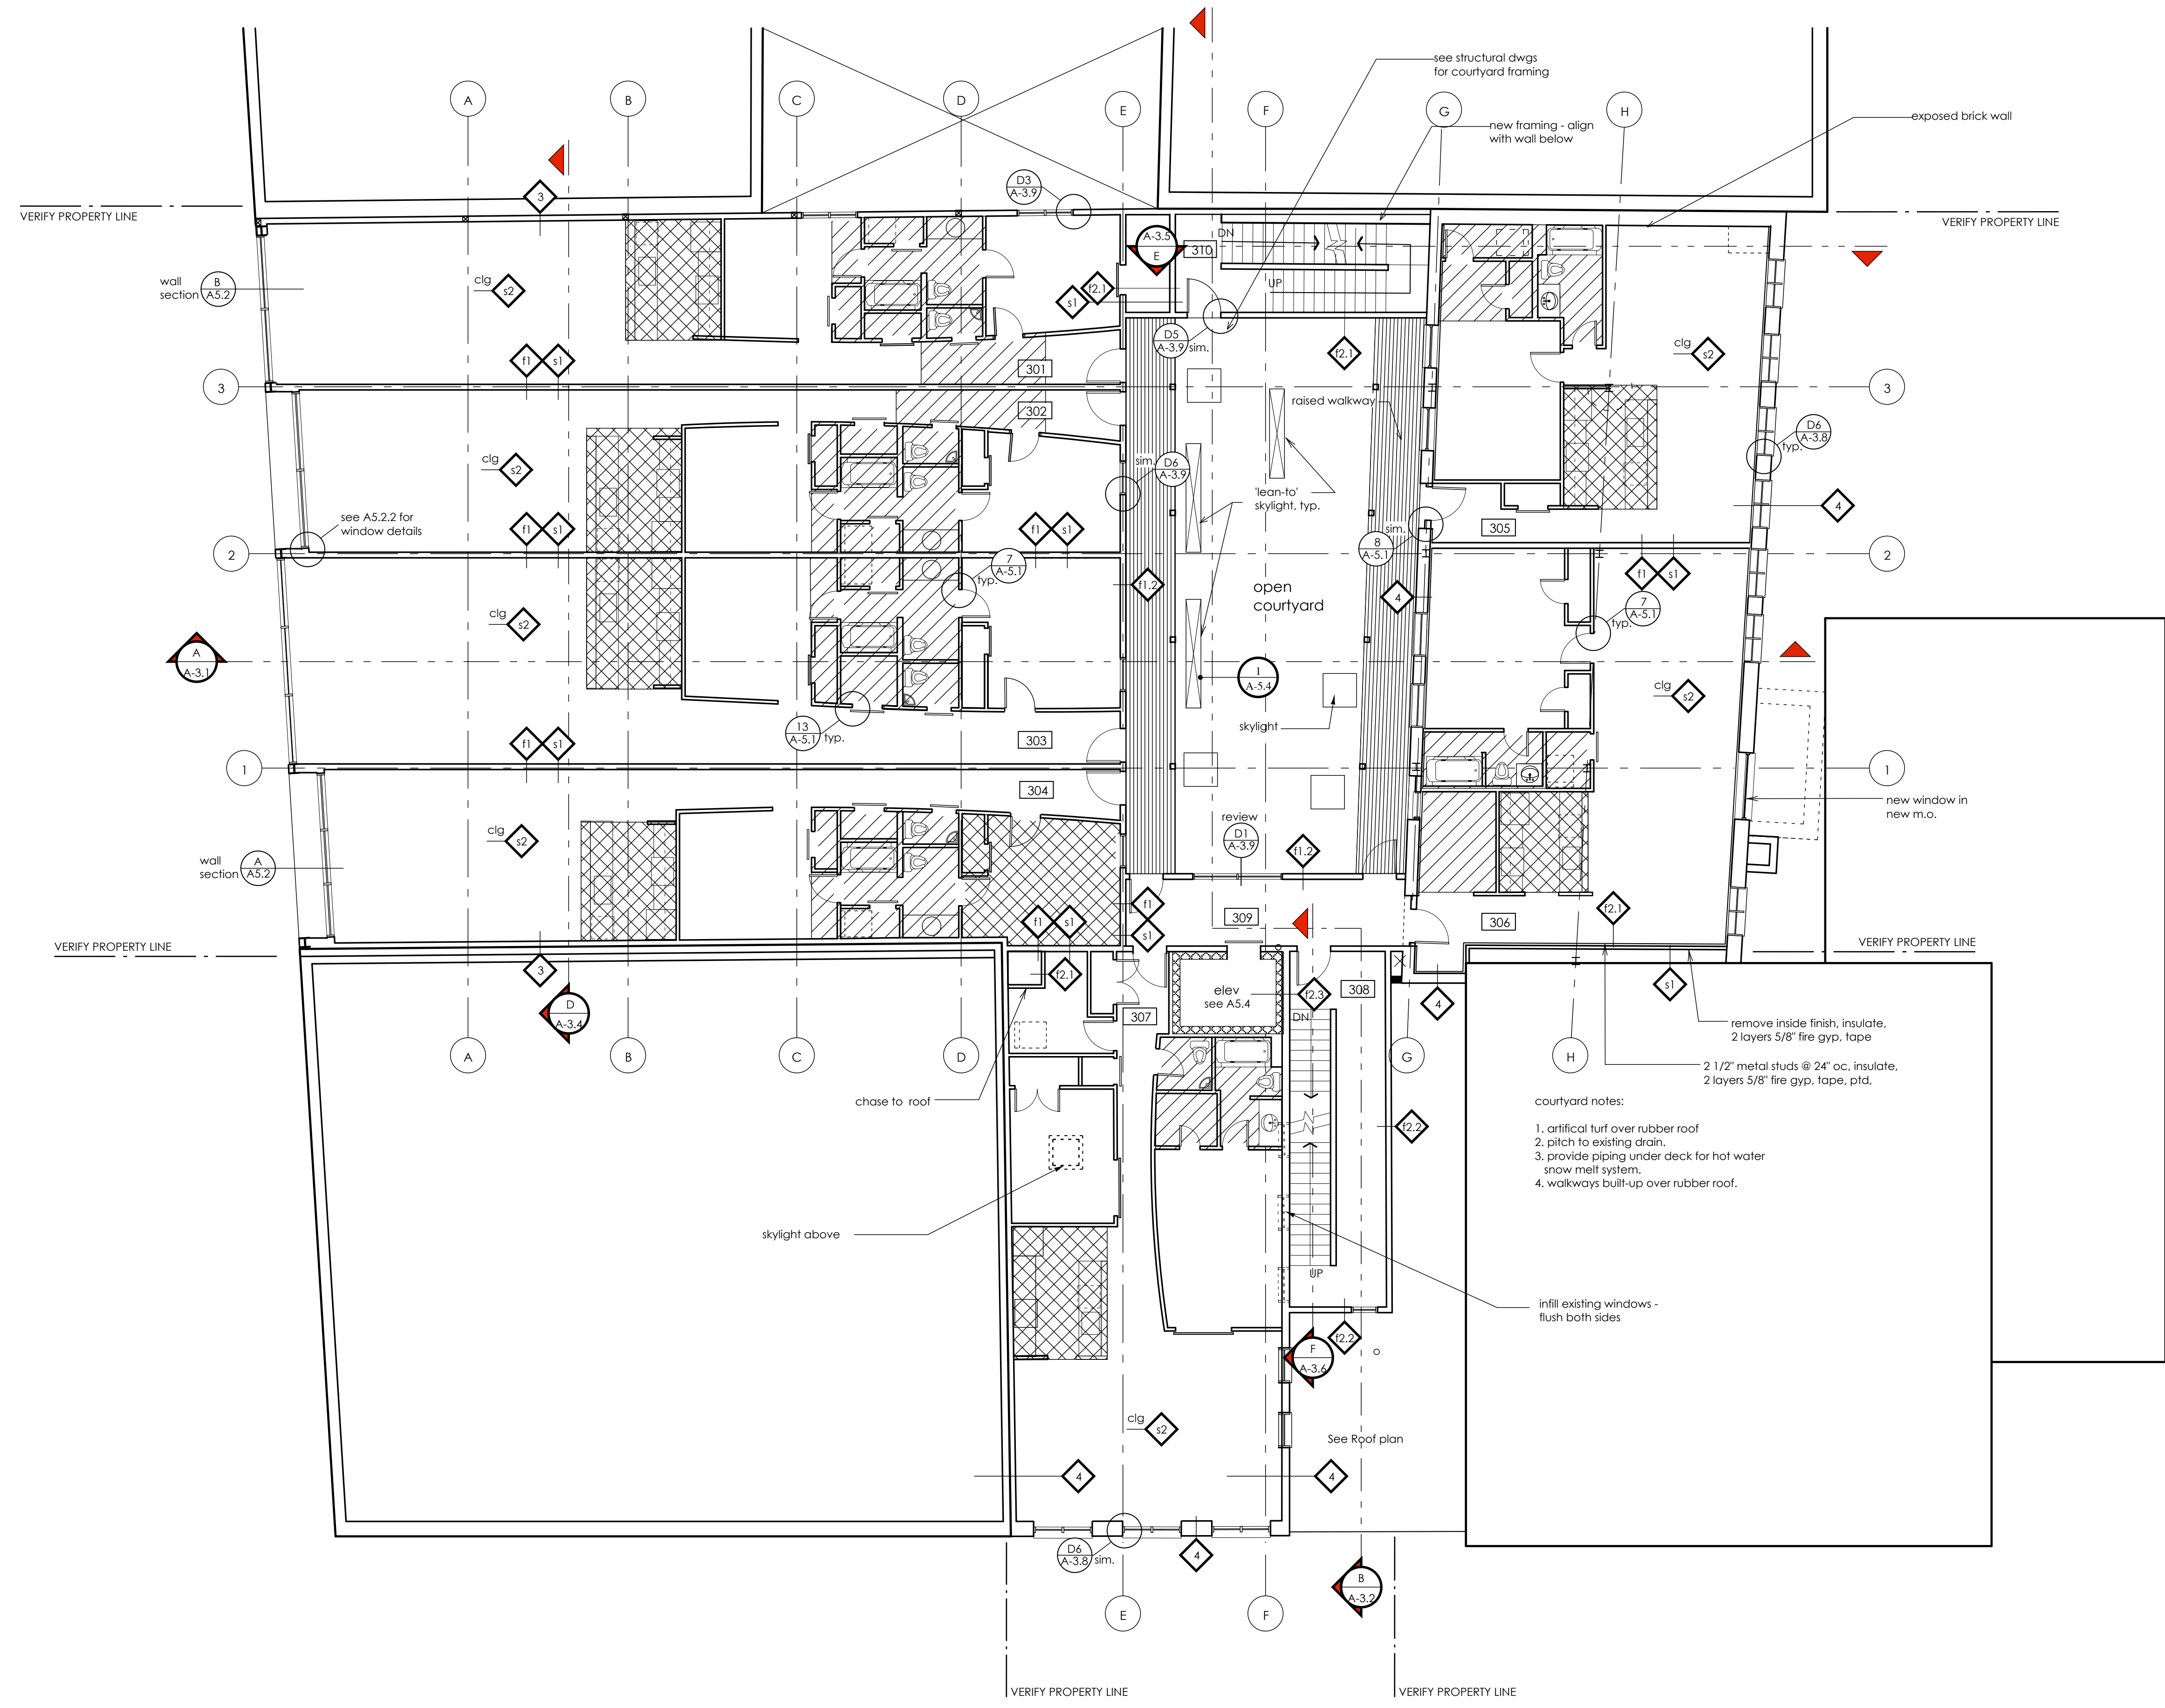 see structural dwgs
for courtyard framing
A
B
C
D
E
F
G
H
new framing - align
with wall below
exposed brick wall
3
D3
A-3.9
VERIFY PROPERTY LINE
VERIFY PROPERTY LINE
A-3.5
E
310
DN
UP
wall
section
B
A5.2
clg
s2
s1
f2.1
D5
A-3.9
sim.
f2.1
clg
s2
f1
s1
301
3
3
302
raised walkway
D6
A-3.8
typ.
clg
s2
sim.
D6
A-3.9
'lean-to'
skylight, typ.
4
see A5.2.2 for
window details
f1
s1
f1
s1
sim.
8
A-5.1
305
2
2
7
A-5.1
typ.
f1.2
open
courtyard
4
f1
s1
7
A-5.1
typ.
clg
s2
A
A-3.1
1
A-5.4
clg
s2
13
A-5.1
typ.
skylight
f1
s1
303
1
1
304
new window in
new m.o.
clg
s2
review
D1
A-3.9
f1.2
wall
section
A
A5.2
f1
s1
f1
s1
309
306
f2.1
VERIFY PROPERTY LINE
VERIFY PROPERTY LINE
3
f2.1
elev
see A5.4
f2.3
308
4
s1
D
A-3.4
307
DN
remove inside finish, insulate,
2 layers 5/8" fire gyp, tape
A
B
C
D
G
H
2 1/2" metal studs @ 24" oc, insulate,
2 layers 5/8" fire gyp, tape, ptd,
chase to roof
f2.2
courtyard notes:
1. artifical turf over rubber roof
2. pitch to existing drain.
3. provide piping under deck for hot water
snow melt system.
4. walkways built-up over rubber roof.
skylight above
UP
infill existing windows -
flush both sides
f2.2
F
A-3.6
clg
s2
See Roof plan
4
4
D6
A-3.8
sim.
4
B
A-3.2
E
F
VERIFY PROPERTY LINE
VERIFY PROPERTY LINE